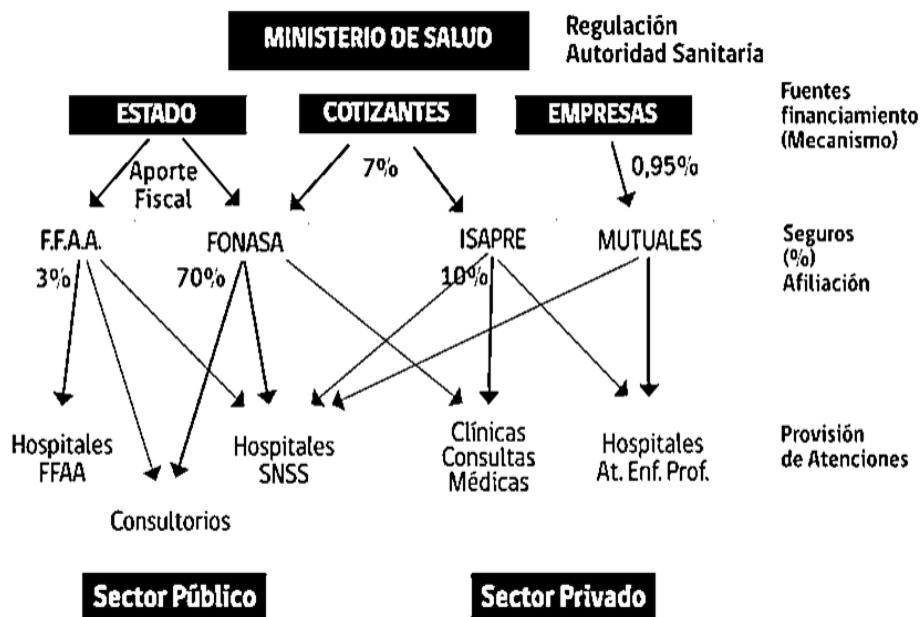 MINISTERIO DE SALUD
Regulación
Autoridad Sanitaría
ESTADO
COTIZANTES
EMPRESAS
Fuentes
financiamiento
(Mecanismo)
Aporte
Fiscal
7%
0,95%
F.F.A.A.
FONASA
ISAPRE
MUTUALES
Seguros
(%)
Afiliación
3%
70%
10%
Hospitales
FFAA
Hospitales
SNSS
Clínicas
Consultas
Médicas
Hospitales
At. Enf. Prof.
Provisión
de Atenciones
Consultorios
Sector Público
Sector Privado